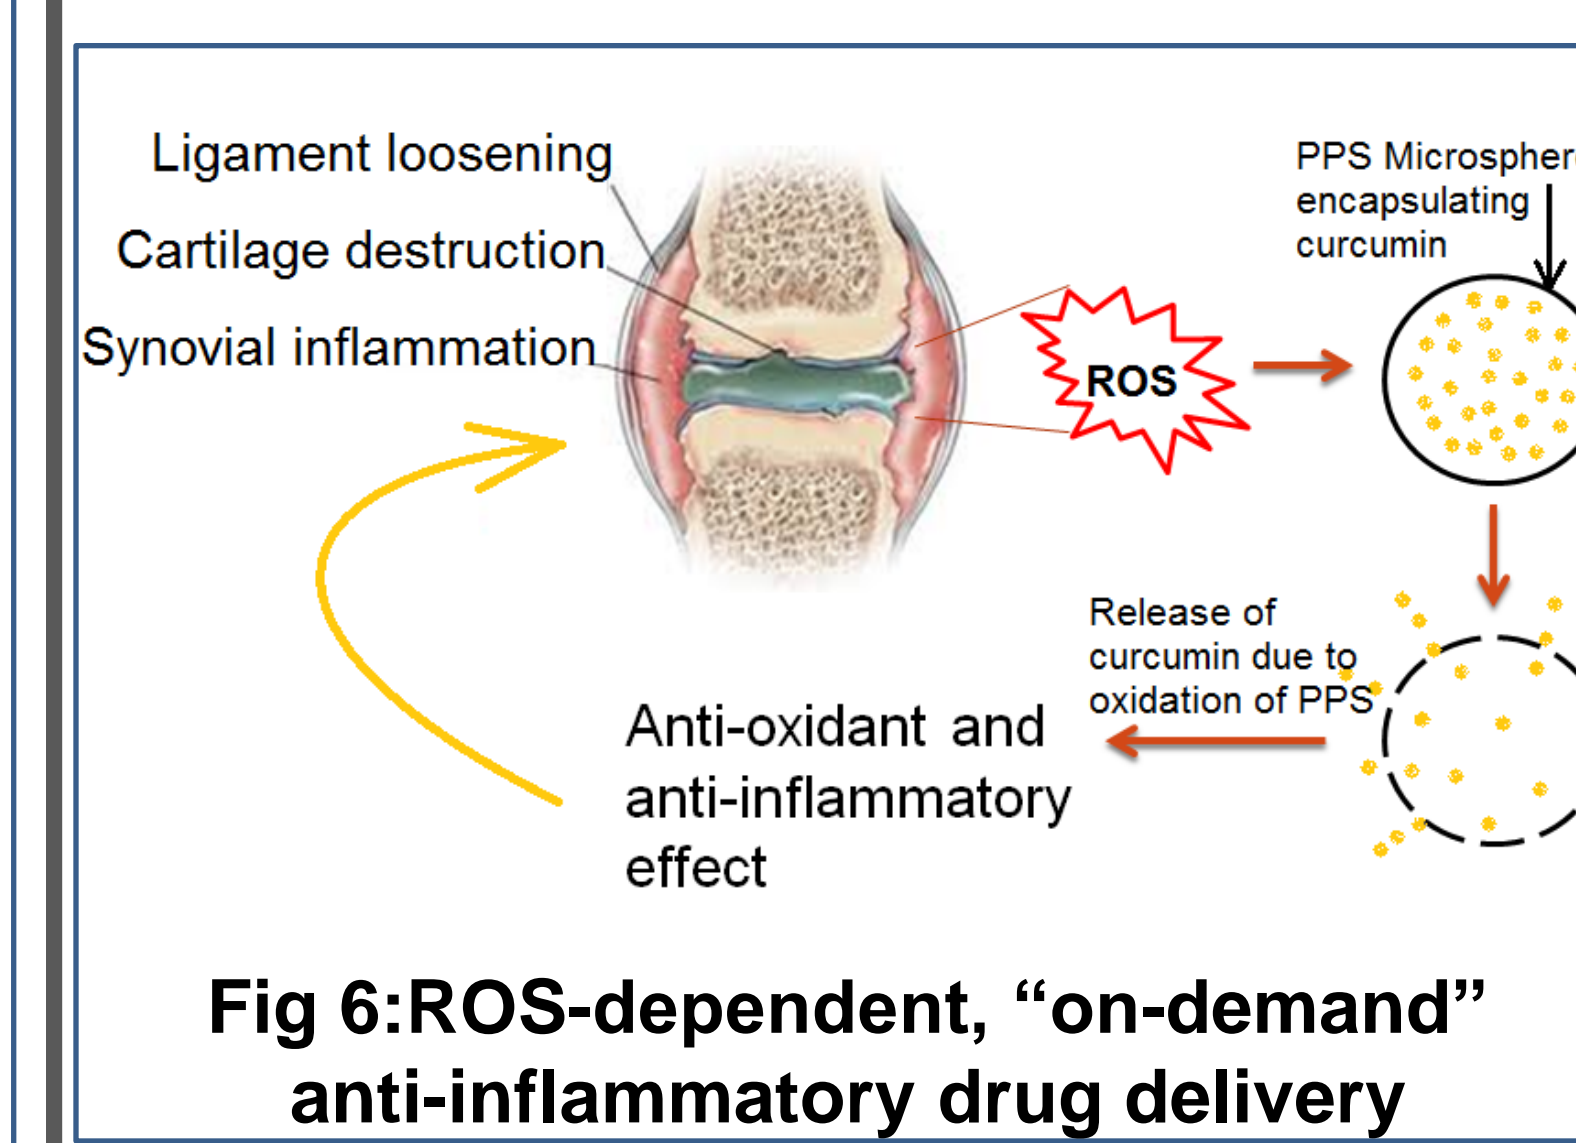 Ligament loosening
Cartilage destruction
Synovial inflammation
ROS
PPS Microspher
encapsulating
curcumin
Release of
curcumin due to
oxidation of PPS
Anti-oxidant and
anti-inflammatory
effect
Fig 6:ROS-dependent, “on-demand”
anti-inflammatory drug delivery